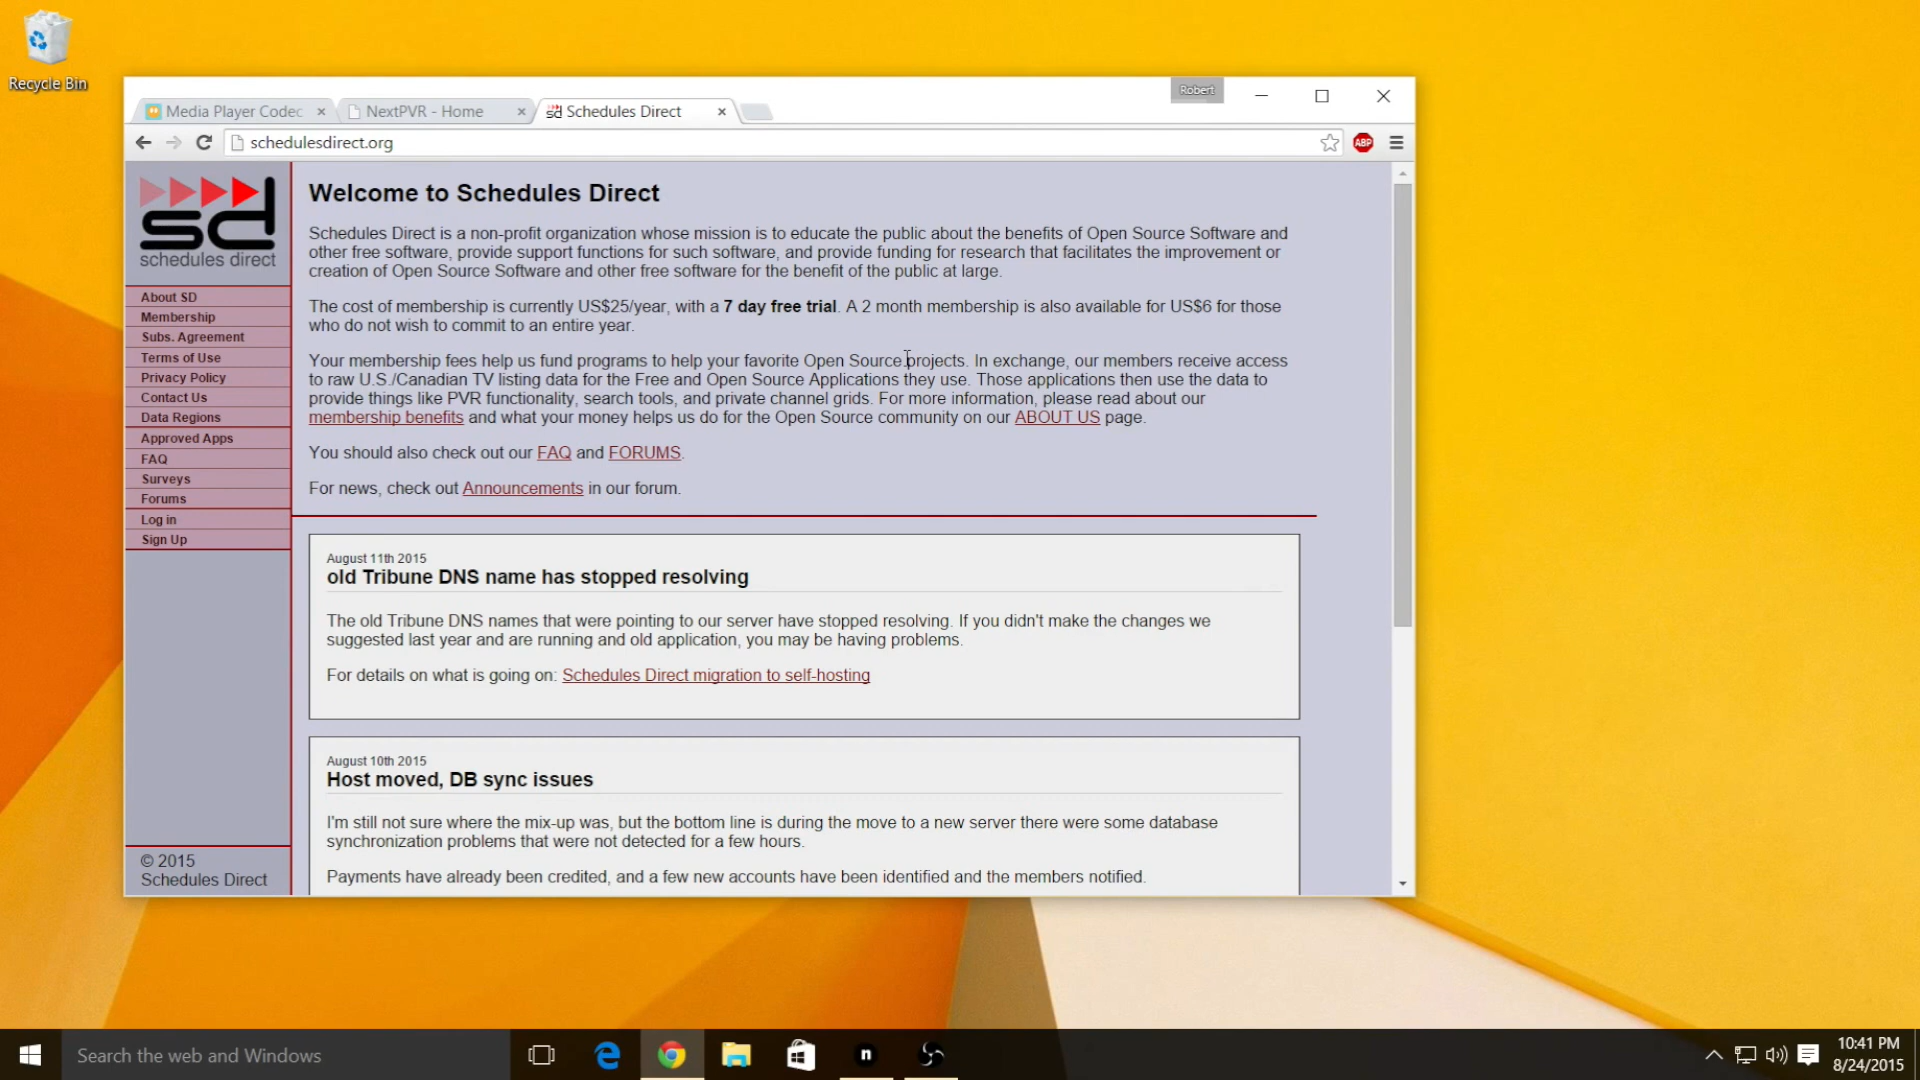 Recycle Bin
Robert
Media Player Codec
NextPVR - Home
sd Schedules Direct
schedulesdirect.org
ABP
sd
schedules direct
About SD
Membership
Subs. Agreement
Terms of Use
Privacy Policy
Contact Us
Data Regions
Approved Apps
FAQ
Surveys
Forums
Log in
Sign Up
© 2015
Schedules Direct
Welcome to Schedules Direct
Schedules Direct is a non-profit organization whose mission is to educate the public about the benefits of Open Source Software and
other free software, provide support functions for such software, and provide funding for research that facilitates the improvement or
creation of Open Source Software and other free software for the benefit of the public at large.
The cost of membership is currently US$25/year, with a 7 day free trial. A 2 month membership is also available for US$6 for those
who do not wish to commit to an entire year.
Your membership fees help us fund programs to help your favorite Open Source projects. In exchange, our members receive access
to raw U.S./Canadian TV listing data for the Free and Open Source Applications they use. Those applications then use the data to
provide things like PVR functionality, search tools, and private channel grids. For more information, please read about our
membership benefits and what your money helps us do for the Open Source community on our ABOUT US page.
You should also check out our FAQ and FORUMS.
For news, check out Announcements in our forum.
August 11th 2015
old Tribune DNS name has stopped resolving
The old Tribune DNS names that were pointing to our server have stopped resolving. If you didn't make the changes we
suggested last year and are running and old application, you may be having problems.
For details on what is going on: Schedules Direct migration to self-hosting
August 10th 2015
Host moved, DB sync issues
I'm still not sure where the mix-up was, but the bottom line is during the move to a new server there were some database
synchronization problems that were not detected for a few hours.
Payments have already been credited, and a few new accounts have been identified and the members notified.
Search the web and Windows
n
10:41 PM
8/24/2015